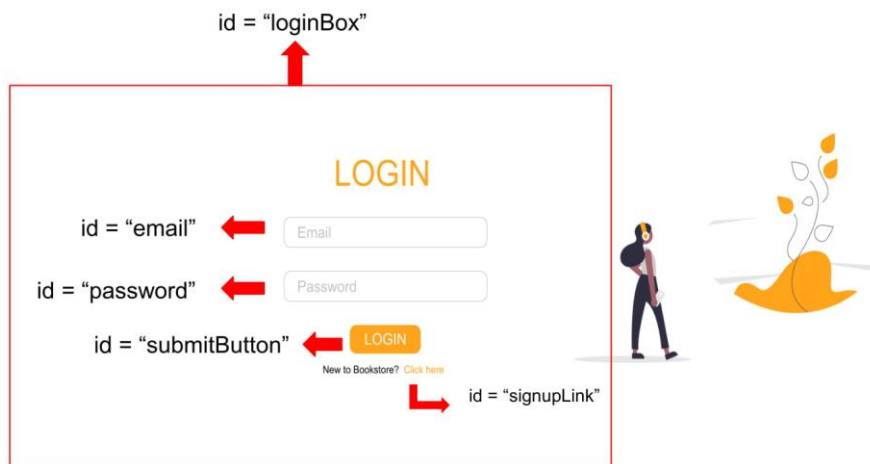 id = “loginBox”
LOGIN
id = “email”
Email
id = “password”
Password
id = “submitButton”
LOGIN
New to Bookstore? Click here
id = “signupLink”